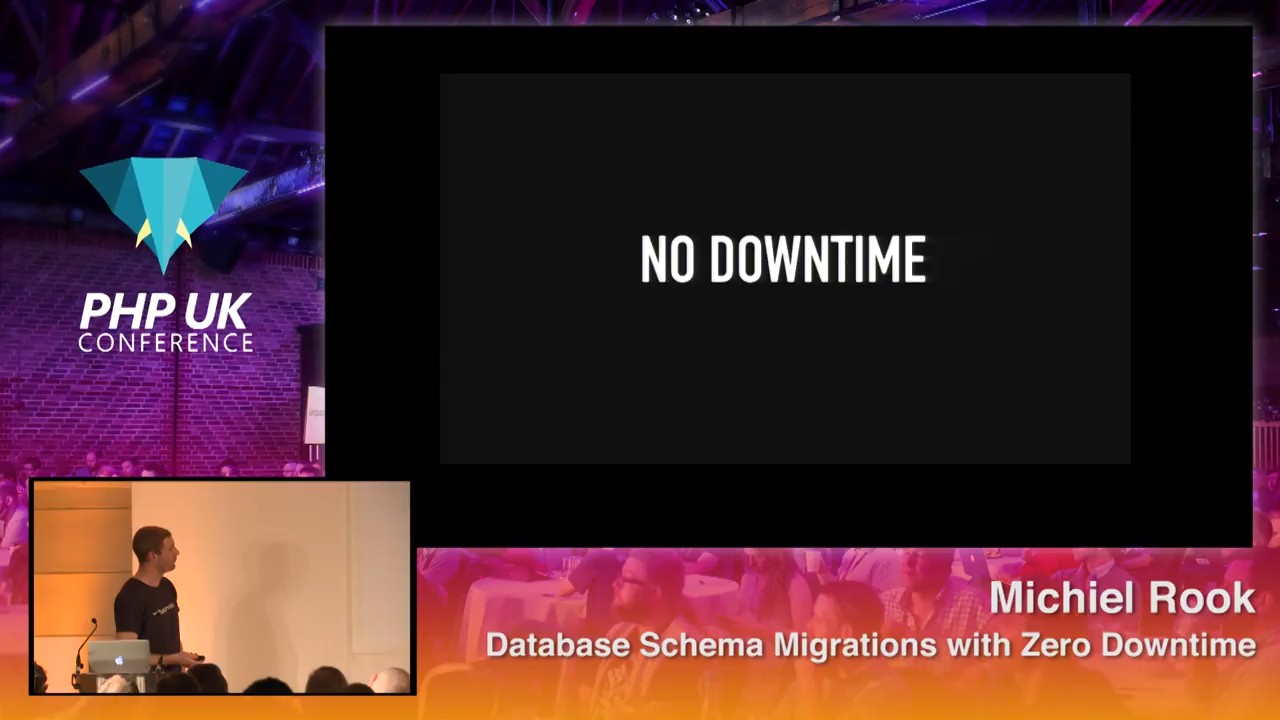 NO DOWNTIME
PHP UK
CONFERENCE
Michiel Rook
Database Schema Migrations with Zero Downtime